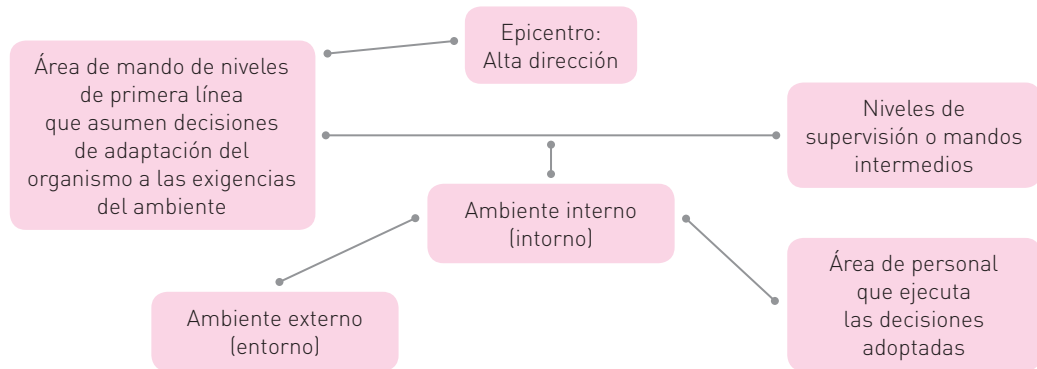 Epicentro:
Alta dirección
Área de mando de niveles
de primera línea
que asumen decisiones
de adaptación del
organismo a las exigencias
del ambiente
Niveles de
supervisión o mandos
intermedios
Ambiente interno
(intorno)
Ambiente externo
(entorno)
Área de personal
que ejecuta
las decisiones
adoptadas